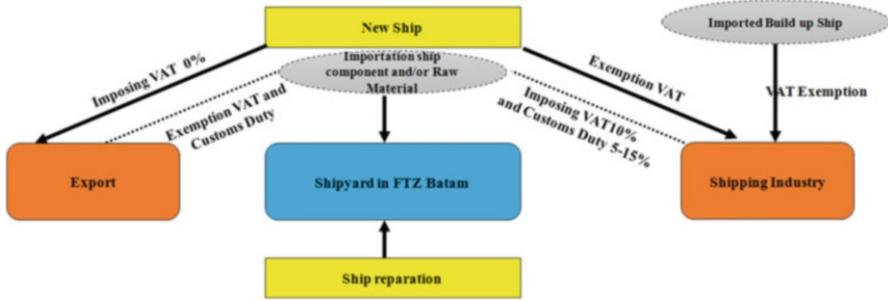 New Ship
Imported Build up Ship
Imposing VAT 0%
Importation ship
component and/or Raw
Material
Exemption VAT and
Customs Duty
Exemption VAT
Imposing VAT10%
and Customs Duty 5-15%
VAT Exemption
Export
Shipyard in FTZ Batam
Shipping Industry
Ship reparation